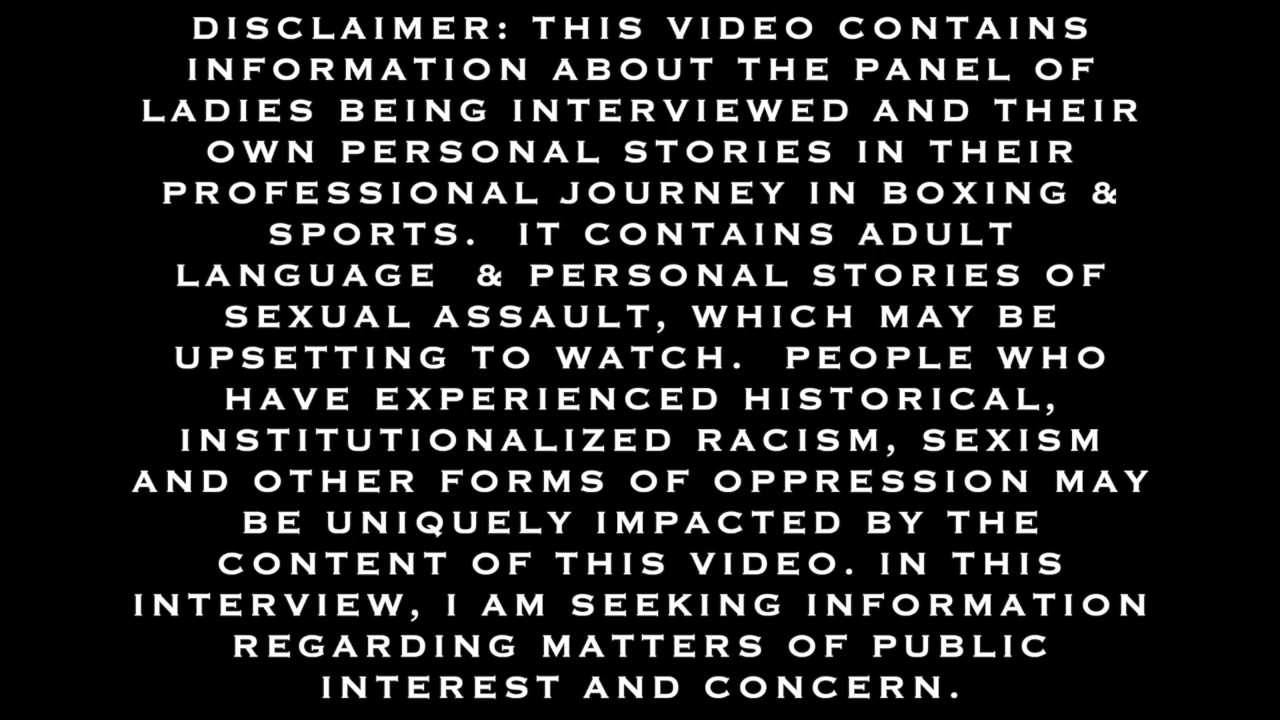 DISCLAIMER: THIS VIDEO CONTAINS
INFORMATION ABOUT THE PANEL OF
LADIES BEING INTERVIEWED AND THEIR
OWN PERSONAL STORIES IN THEIR
PROFESSIONAL JOURNEY IN BOXING &
SPORTS.  IT CONTAINS ADULT
LANGUAGE  & PERSONAL STORIES OF
SEXUAL ASSAULT, WHICH MAY BE
UPSETTING TO WATCH.  PEOPLE WHO
HAVE EXPERIENCED HISTORICAL,
INSTITUTIONALIZED RACISM, SEXISM
AND OTHER FORMS OF OPPRESSION MAY
BE UNIQUELY IMPACTED BY THE
CONTENT OF THIS VIDEO. IN THIS
INTERVIEW, I AM SEEKING INFORMATION
REGARDING MATTERS OF PUBLIC
INTEREST AND CONCERN.